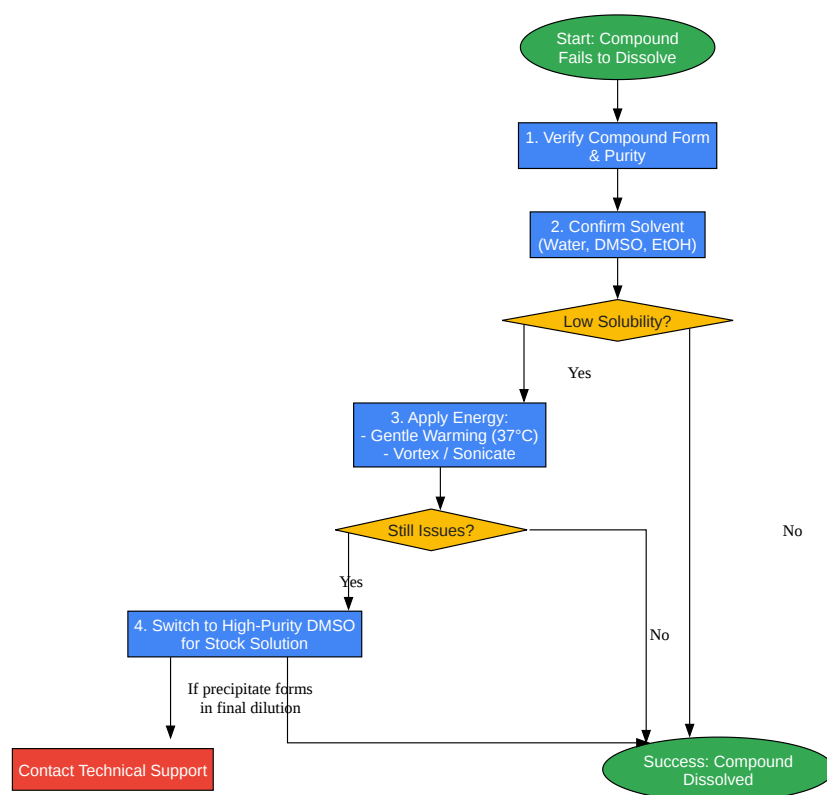 Start: Compound
Fails to Dissolve
1. Verify Compound Form
& Purity
2. Confirm Solvent
(Water, DMSO, EtOH)
Low Solubility?
Yes
3. Apply Energy:
- Gentle Warming (37°C)
- Vortex / Sonicate
Still Issues?
No
Yes
4. Switch to High-Purity DMSO
for Stock Solution
No
If precipitate forms
in final dilution
Contact Technical Support
Success: Compound
Dissolved